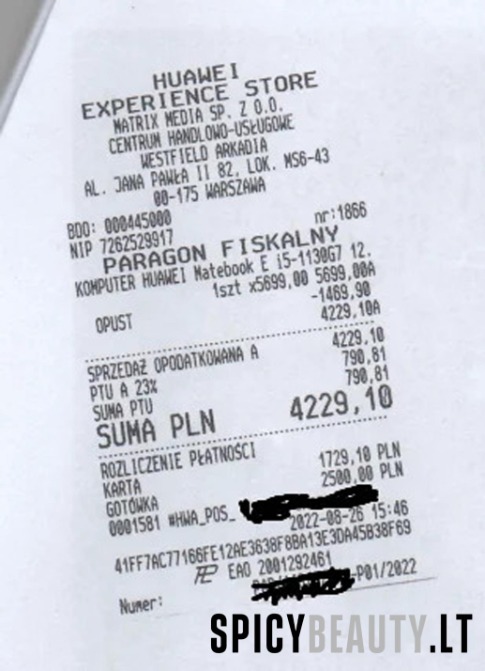 HUAWEI
EXPERIENCE STORE
MATRIX MEDIA SP. Z O.O.
CENTRUM HANDLOWO-USŁUGOWE
WESTFIELD ARKADIA
AL. JANA PAWŁA II 82, LOK. MS6-43
00-175 WARSZAWA
BDO: 000445000
NIP 7262529917 nr:1866
PARAGON FISKALNY
KOMPUTER HUAWEI Matebook E i5-1130G7 12.
1szt x5699,00 5699,00A
OPUST -1469,90
4229,10A
SPRZEDAŻ OPODATKOWANA A 4229,10
PTU A 23% 790,81
SUMA PTU 790,81
SUMA PLN 4229,10
ROZLICZENIE PŁATNOŚCI
KARTA 1729,10 PLN
GOTÓWKA 2500,00 PLN
0001581 #HWA_POS_ 2022-08-26 15:46
41FF7AC77166FE12AE3638F8BA13E3DA45B38F69
EAO 2001292461
Numer: -P01/2022
SPICYBEAUTY.LT